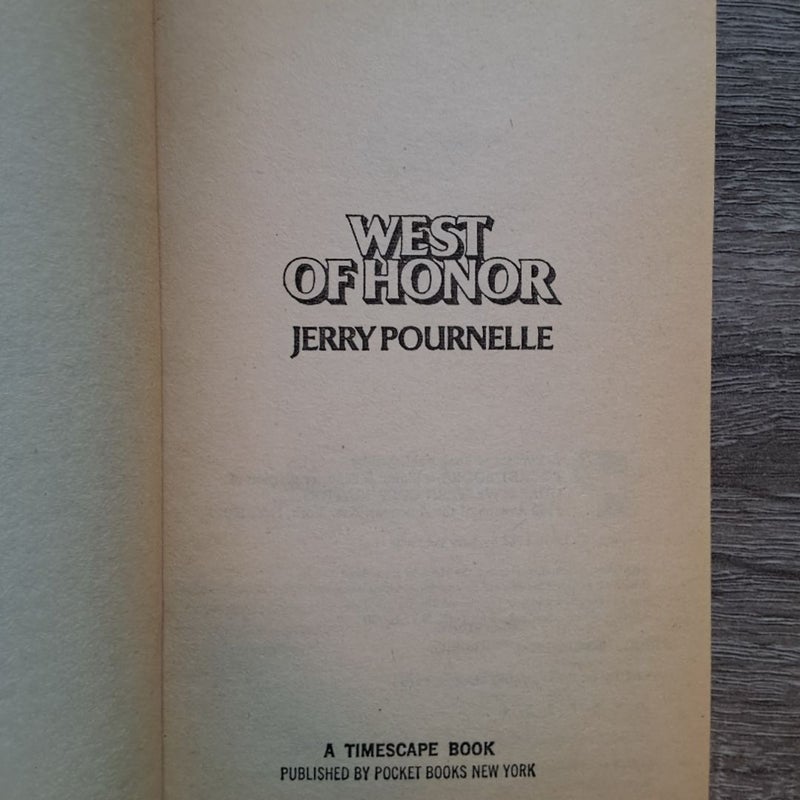 WEST
OF HONOR
JERRY POURNELLE
A TIMESCAPE BOOK
PUBLISHED BY POCKET BOOKS NEW YORK